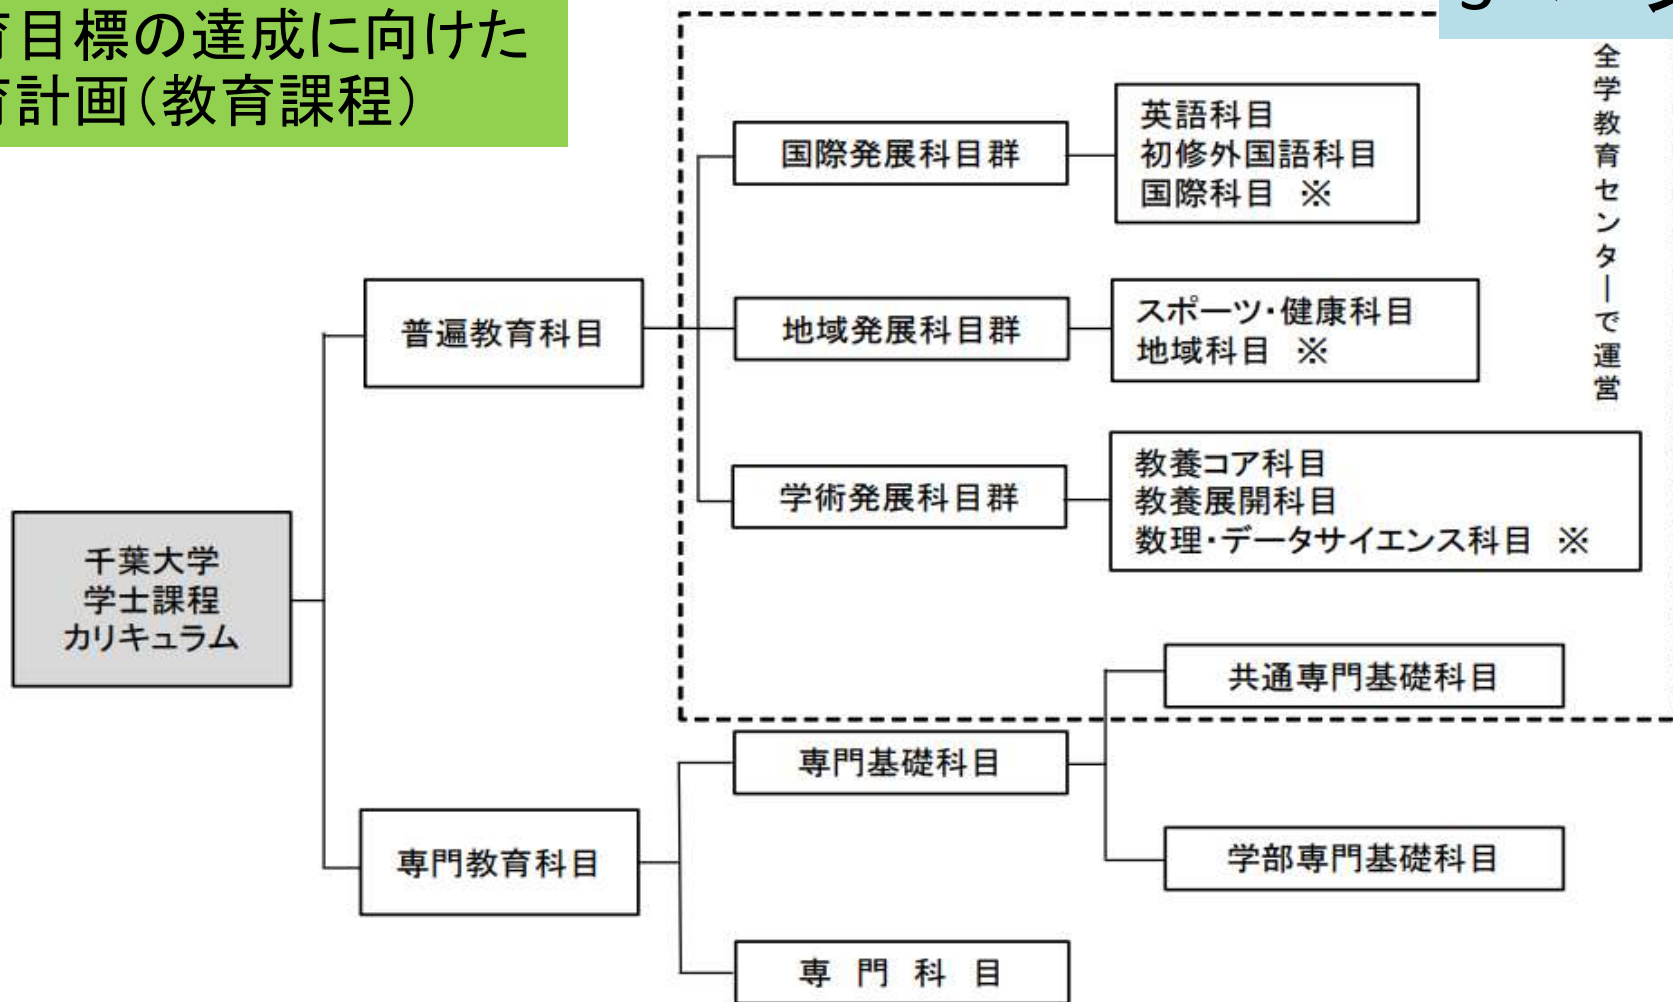 育目標の達成に向けた
育計画(教育課程)
全学教育センターで運営
国際発展科目群
英語科目
初修外国語科目
国際科目 ※
普遍教育科目
地域発展科目群
スポーツ・健康科目
地域科目 ※
学術発展科目群
教養コア科目
教養展開科目
数理・データサイエンス科目 ※
千葉大学
学士課程
カリキュラム
共通専門基礎科目
専門基礎科目
専門教育科目
学部専門基礎科目
専 門 科 目